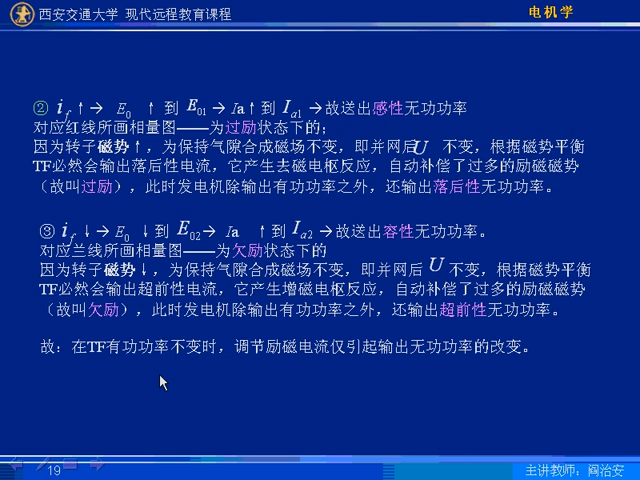 西安交通大学 现代远程教育课程
电机学
② if↑→ E0 ↑到 E01→Ia↑到 Ia1→故送出感性无功功率
对应红线所画相量图——为过励状态下的；
因为转子磁势↑，为保持气隙合成磁场不变，即并网后U 不变，根据磁势平衡
TF必然会输出落后性电流，它产生去磁电枢反应，自动补偿了过多的励磁磁势
（故叫过励），此时发电机除输出有功功率之外，还输出落后性无功功率。
③ if↓→E0 ↓到 E02→ Ia ↑到 Ia2→故送出容性无功功率。
对应兰线所画相量图——为欠励状态下的
因为转子磁势↓，为保持气隙合成磁场不变，即并网后 U 不变，根据磁势平衡
TF必然会输出超前性电流，它产生增磁电枢反应，自动补偿了过多的励磁磁势
（故叫欠励），此时发电机除输出有功功率之外，还输出超前性无功功率。
故：在TF有功功率不变时，调节励磁电流仅引起输出无功功率的改变。
19
主讲教师：阎治安